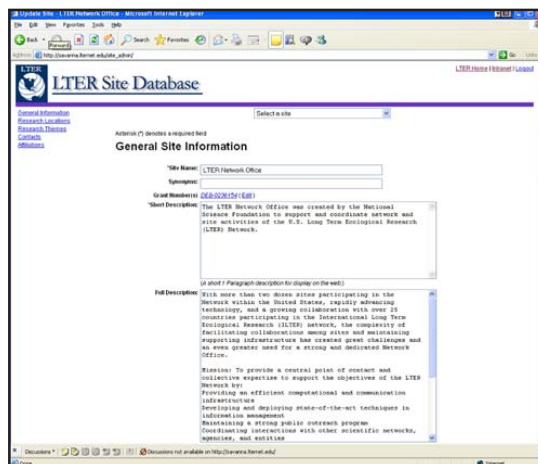 Update Site - LTER Network Office - Microsoft Internet Explorer
File Edit View Favorites Tools Help
Back Search Favorites
Forward
Address http://savanna.lternet.edu/site_admin/ Go Links
LTER Home | Intranet | Logout
LTER
LTER Site Database
General Information
Research Locations
Research Themes
Contacts
Affiliations
Select a site
Asterisk (*) denotes a required field
General Site Information
*Site Name: LTER Network Office
Synonyms:
Grant Number(s) DEB-0236154 ( Edit )
*Short Description: The LTER Network Office was created by the National
Science Foundation to support and coordinate network and
site activities of the U.S. Long Term Ecological Research
(LTER) Network.
(A short 1 Paragraph description for display on the web.)
Full Description: With more than two dozen sites participating in the
Network within the United States, rapidly advancing
technology, and a growing collaboration with over 25
countries participating in the International Long Term
Ecological Research (ILTER) network, the complexity of
facilitating collaborations among sites and maintaining
supporting infrastructure has created great challenges and
an even greater need for a strong and dedicated Network
Office.
Mission: To provide a central point of contact and
collective expertise to support the objectives of the LTER
Network by:
Providing an efficient computational and communication
infrastructure
Developing and deploying state-of-the-art techniques in
information management
Maintaining a strong public outreach program
Coordinating interactions with other scientific networks,
agencies, and entities
Discussions Discussions not available on http://savanna.lternet.edu/
Done Internet